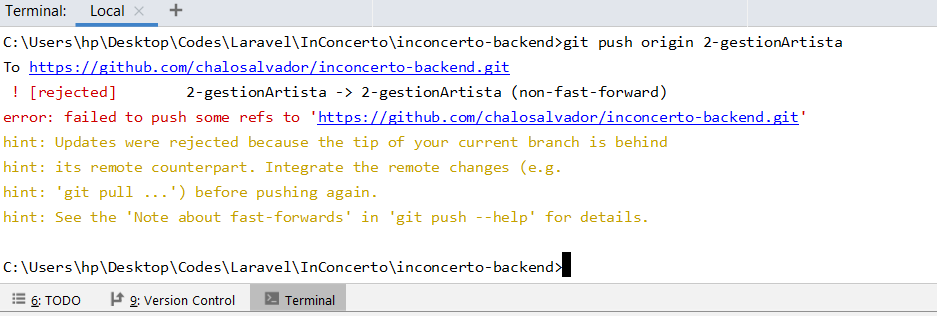 Terminal: Local × +
C:\Users\hp\Desktop\Codes\Laravel\InConcerto\inconcerto-backend>git push origin 2-gestionArtista
To https://github.com/chalosalvador/inconcerto-backend.git
! [rejected] 2-gestionArtista -> 2-gestionArtista (non-fast-forward)
error: failed to push some refs to 'https://github.com/chalosalvador/inconcerto-backend.git'
hint: Updates were rejected because the tip of your current branch is behind
hint: its remote counterpart. Integrate the remote changes (e.g.
hint: 'git pull ...') before pushing again.
hint: See the 'Note about fast-forwards' in 'git push --help' for details.
C:\Users\hp\Desktop\Codes\Laravel\InConcerto\inconcerto-backend>
6: TODO 9: Version Control Terminal